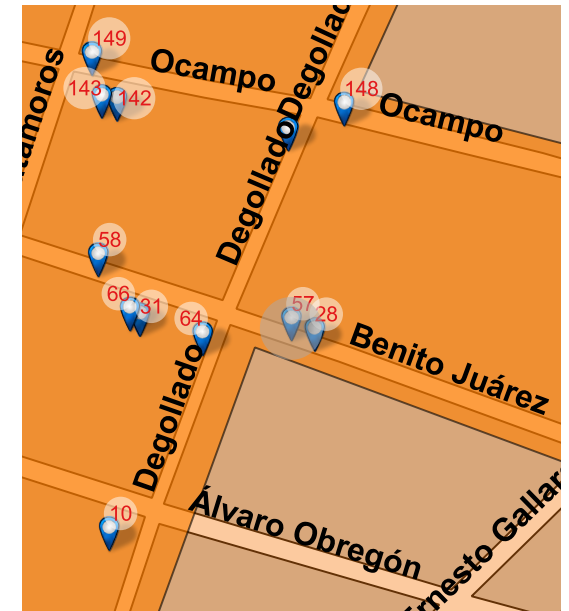 149
Ocampo
Degollado
143
142
148
Ocampo
Degollado
58
66
31
64
57
28
Benito Juárez
Degollado
10
Álvaro Obregón